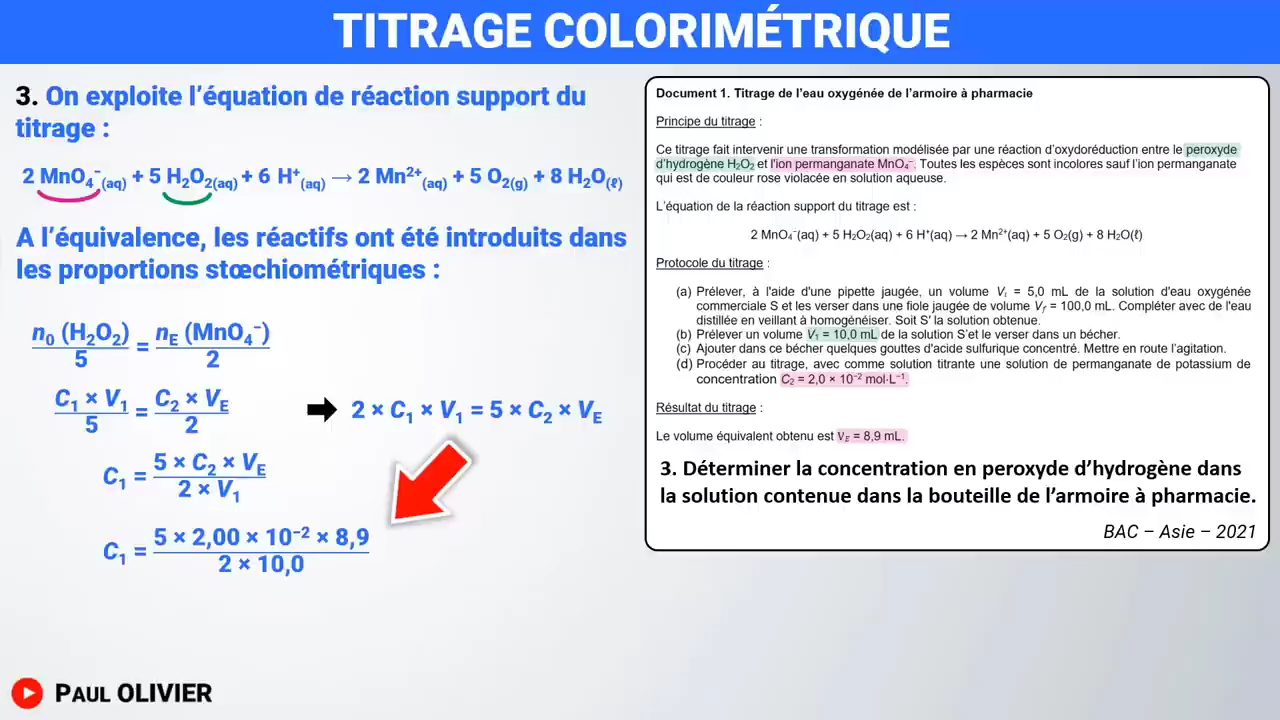 TITRAGE COLORIMÉTRIQUE
3. On exploite l’équation de réaction support du
titrage :
2 MnO₄⁻(aq) + 5 H₂O₂(aq) + 6 H⁺(aq) → 2 Mn²⁺(aq) + 5 O₂(g) + 8 H₂O(ℓ)
A l’équivalence, les réactifs ont été introduits dans
les proportions stœchiométriques :
n₀ (H₂O₂) / 5 = nE (MnO₄⁻) / 2
C₁ × V₁ / 5 = C₂ × VE / 2 ➡ 2 × C₁ × V₁ = 5 × C₂ × VE
C₁ = 5 × C₂ × VE / 2 × V₁
C₁ = 5 × 2,00 × 10⁻² × 8,9 / 2 × 10,0
PAUL OLIVIER
Document 1. Titrage de l’eau oxygénée de l’armoire à pharmacie
Principe du titrage :
Ce titrage fait intervenir une transformation modélisée par une réaction d’oxydoréduction entre le peroxyde
d’hydrogène H₂O₂ et l’ion permanganate MnO₄⁻. Toutes les espèces sont incolores sauf l’ion permanganate
qui est de couleur rose violacée en solution aqueuse.
L’équation de la réaction support du titrage est :
2 MnO₄⁻(aq) + 5 H₂O₂(aq) + 6 H⁺(aq) → 2 Mn²⁺(aq) + 5 O₂(g) + 8 H₂O(ℓ)
Protocole du titrage :
(a) Prélever, à l’aide d’une pipette jaugée, un volume Vᵢ = 5,0 mL de la solution d’eau oxygénée
commerciale S et les verser dans une fiole jaugée de volume Vf = 100,0 mL. Compléter avec de l’eau
distillée en veillant à homogénéiser. Soit S′ la solution obtenue.
(b) Prélever un volume V₁ = 10,0 mL de la solution S’et le verser dans un bécher.
(c) Ajouter dans ce bécher quelques gouttes d’acide sulfurique concentré. Mettre en route l’agitation.
(d) Procéder au titrage, avec comme solution titrante une solution de permanganate de potassium de
concentration C₂ = 2,0 × 10⁻² mol·L⁻¹.
Résultat du titrage :
Le volume équivalent obtenu est VE = 8,9 mL.
3. Déterminer la concentration en peroxyde d’hydrogène dans
la solution contenue dans la bouteille de l’armoire à pharmacie.
BAC – Asie – 2021